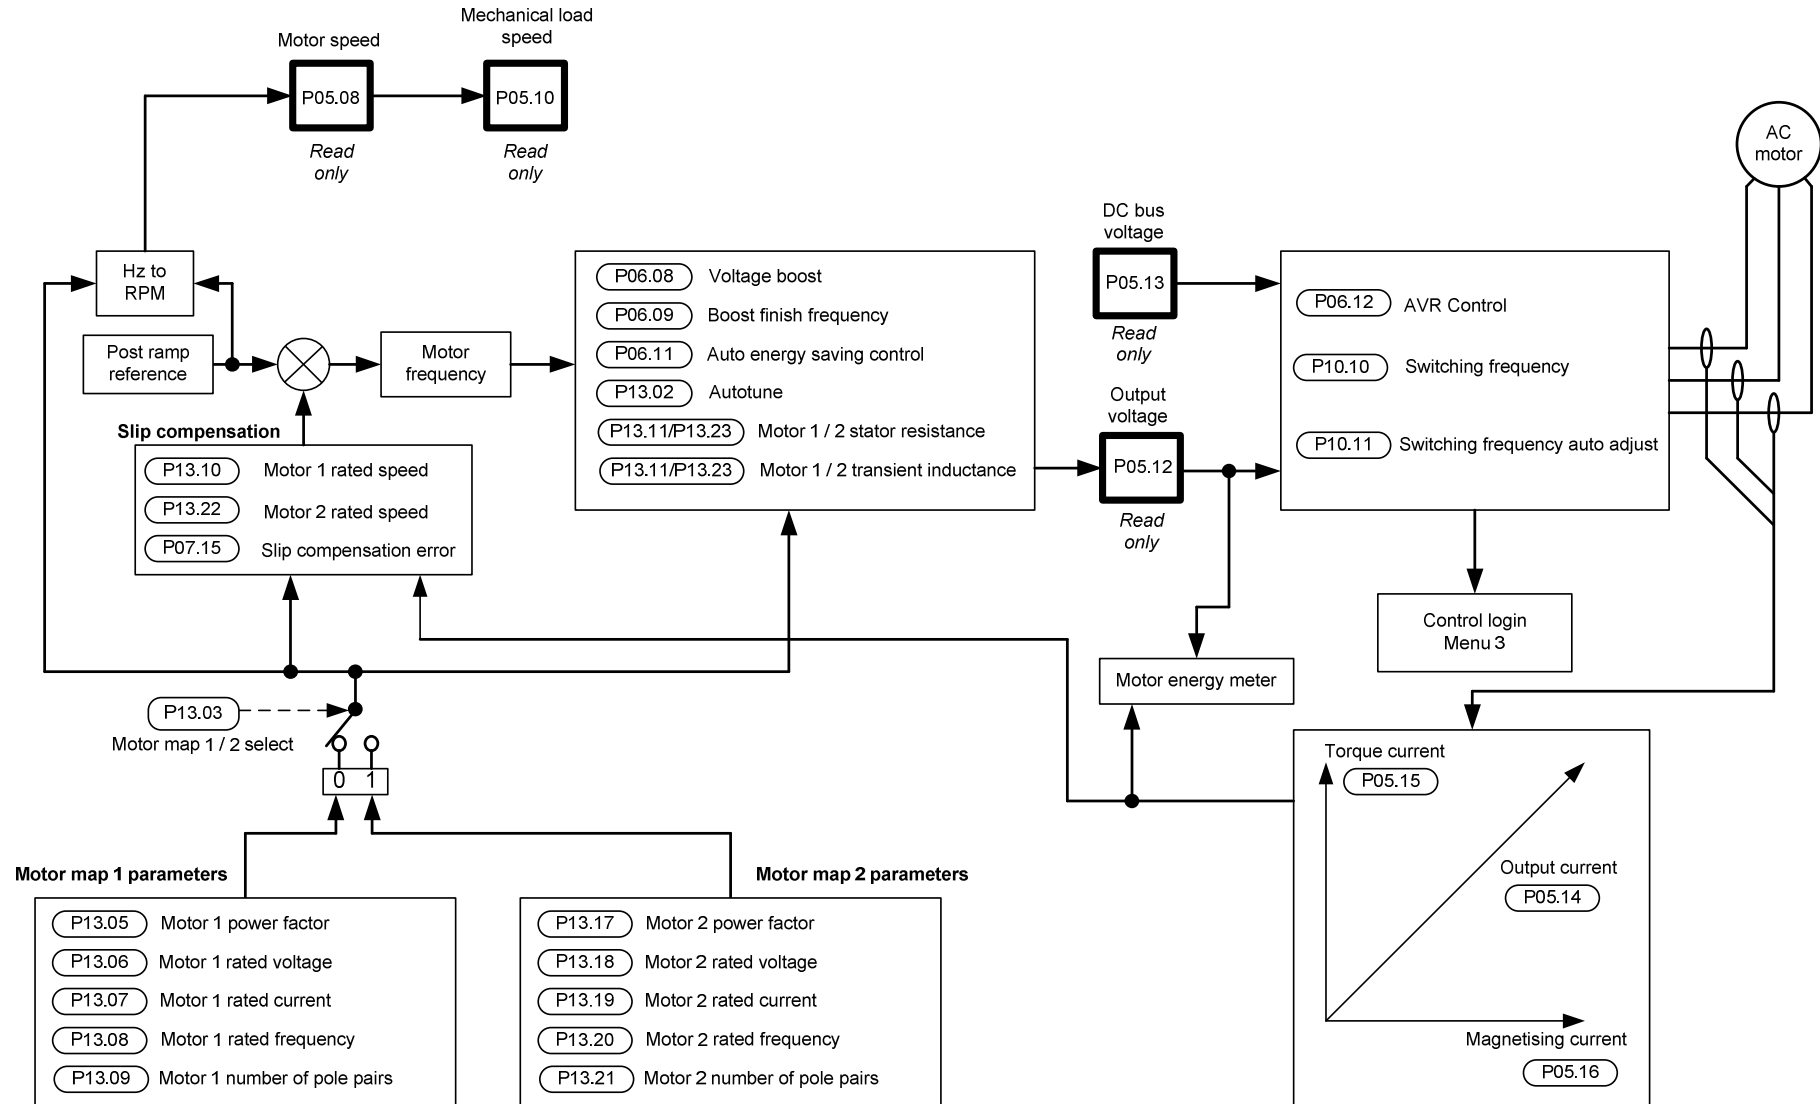 Mechanical load
speed
Motor speed
P05.08
P05.10
Read
only
Read
only
AC
motor
DC bus
voltage
P05.13
Read
only
Hz to
RPM
Post ramp
reference
Motor
frequency
P06.08 Voltage boost
P06.09 Boost finish frequency
P06.11 Auto energy saving control
P13.02 Autotune
P13.11/P13.23 Motor 1 / 2 stator resistance
P13.11/P13.23 Motor 1 / 2 transient inductance
P06.12 AVR Control
P10.10 Switching frequency
P10.11 Switching frequency auto adjust
Output
voltage
P05.12
Read
only
Slip compensation
P13.10 Motor 1 rated speed
P13.22 Motor 2 rated speed
P07.15 Slip compensation error
Control login
Menu 3
Motor energy meter
P13.03
Motor map 1 / 2 select
0 1
Torque current
P05.15
Output current
P05.14
Magnetising current
P05.16
Motor map 1 parameters
P13.05 Motor 1 power factor
P13.06 Motor 1 rated voltage
P13.07 Motor 1 rated current
P13.08 Motor 1 rated frequency
P13.09 Motor 1 number of pole pairs
Motor map 2 parameters
P13.17 Motor 2 power factor
P13.18 Motor 2 rated voltage
P13.19 Motor 2 rated current
P13.20 Motor 2 rated frequency
P13.21 Motor 2 number of pole pairs